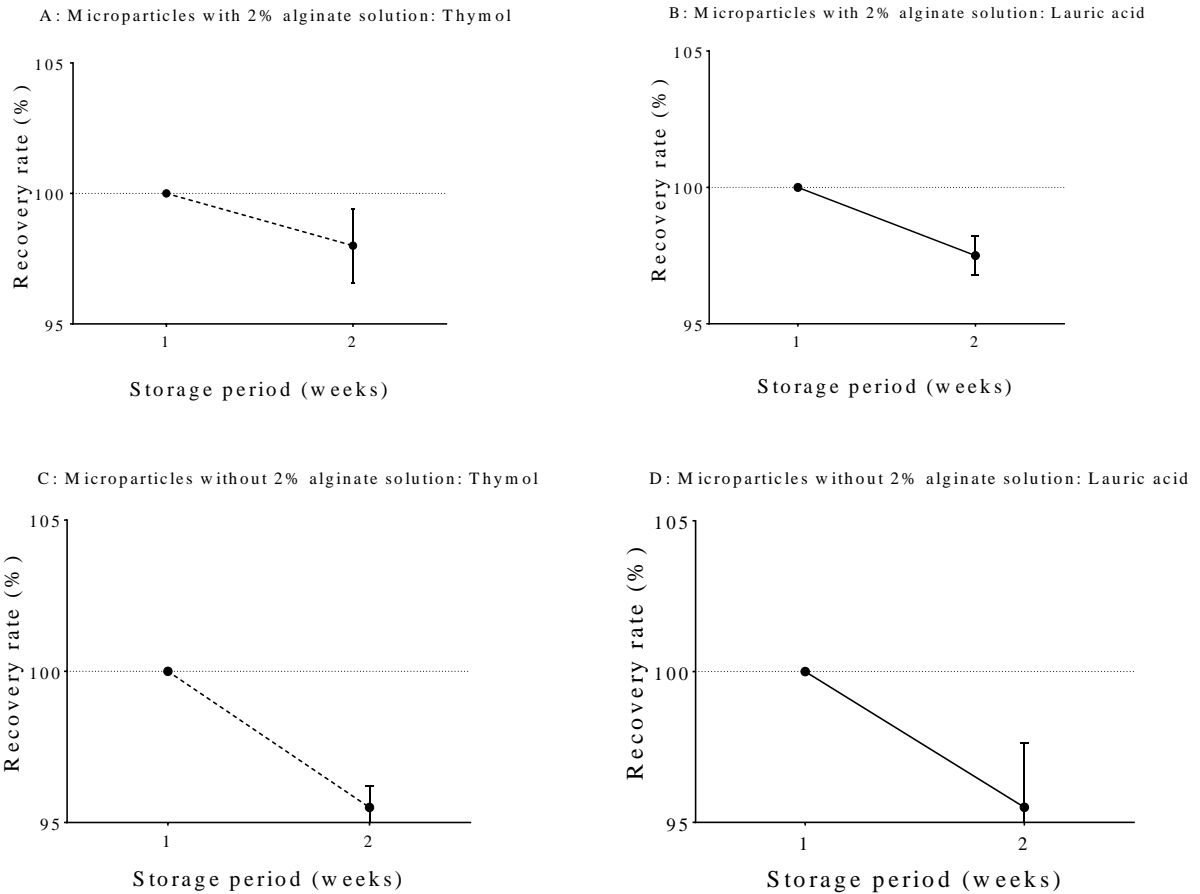 A: Microparticles with 2% alginate solution: Thymol
105
100
95
Recovery rate (%)
1 2
Storage period (weeks)
B: Microparticles with 2% alginate solution: Lauric acid
105
100
95
Recovery rate (%)
1 2
Storage period (weeks)
C: Microparticles without 2% alginate solution: Thymol
105
100
95
Recovery rate (%)
1 2
Storage period (weeks)
D: Microparticles without 2% alginate solution: Lauric acid
105
100
95
Recovery rate (%)
1 2
Storage period (weeks)